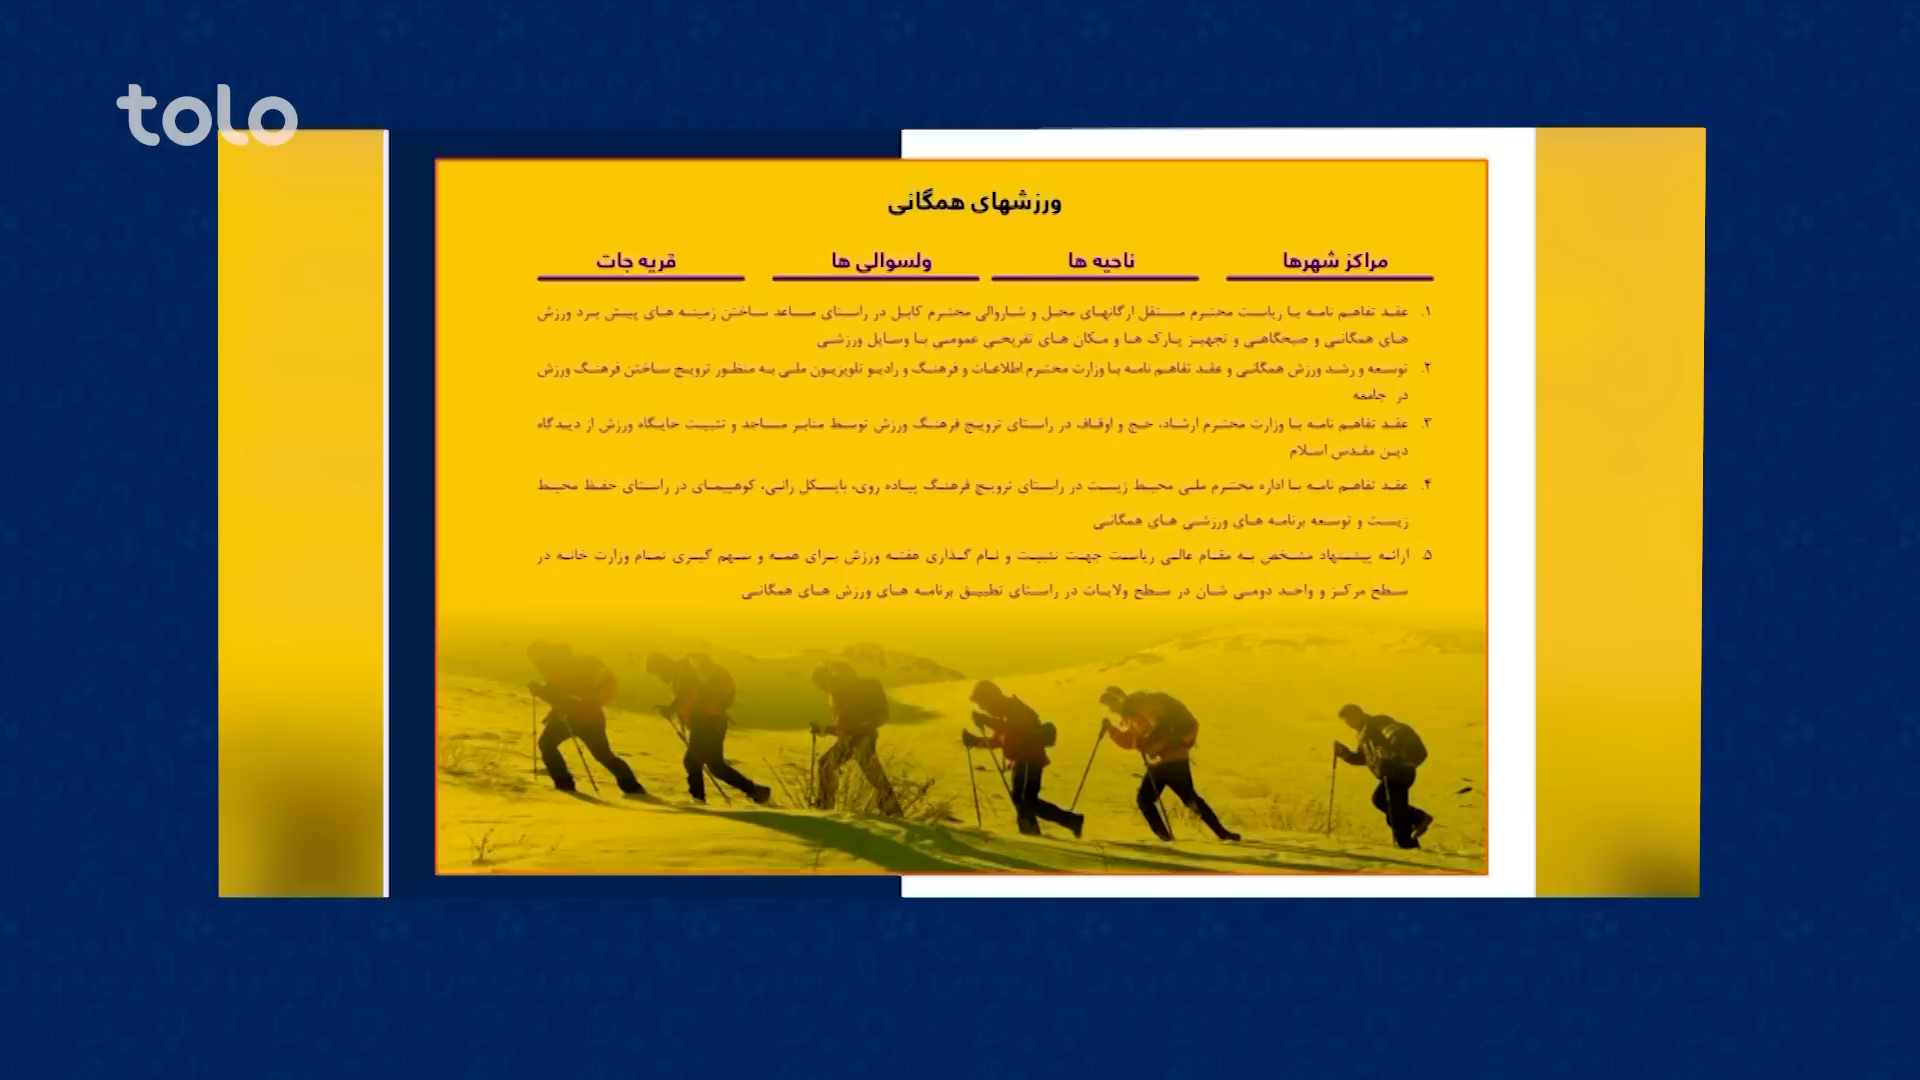 tolo
ورزشهای همگانی
مراکز شهرها ناحیه ها ولسوالی ها قریه جات
۱. عقد تفاهم نامه با ریاست محترم مستقل ارگانهای محل و شاروالی محترم کابل در راستای مساعد ساختن زمینه های پیش برد ورزش
های همگانی و صبحگاهی و تجهیز پارک ها و مکان های تفریحی عمومی با وسایل ورزشی
۲. توسعه و رشد ورزش همگانی و عقد تفاهم نامه با وزارت محترم اطلاعات و فرهنگ و رادیو تلویزیون ملی به منظور ترویج ساختن فرهنگ ورزش
در جامعه
۳. عقد تفاهم نامه با وزارت محترم ارشاد، حج و اوقاف در راستای ترویج فرهنگ ورزش توسط منابر مساجد و تثبیت جایگاه ورزش از دیدگاه
دین مقدس اسلام
۴. عقد تفاهم نامه با اداره محترم ملی محیط زیست در راستای ترویج فرهنگ پیاده روی، بایسکل رانی، کوهپیمای در راستای حفظ محیط
زیست و توسعه برنامه های ورزشی های همگانی
۵. ارائه پیشنهاد مشخص به مقام عالی ریاست جهت تثبیت و نام گذاری هفته ورزش برای همه و سهم گیری تمام وزارت خانه در
سطح مرکز و واحد دومی شان در سطح ولایات در راستای تطبیق برنامه های ورزش های همگانی